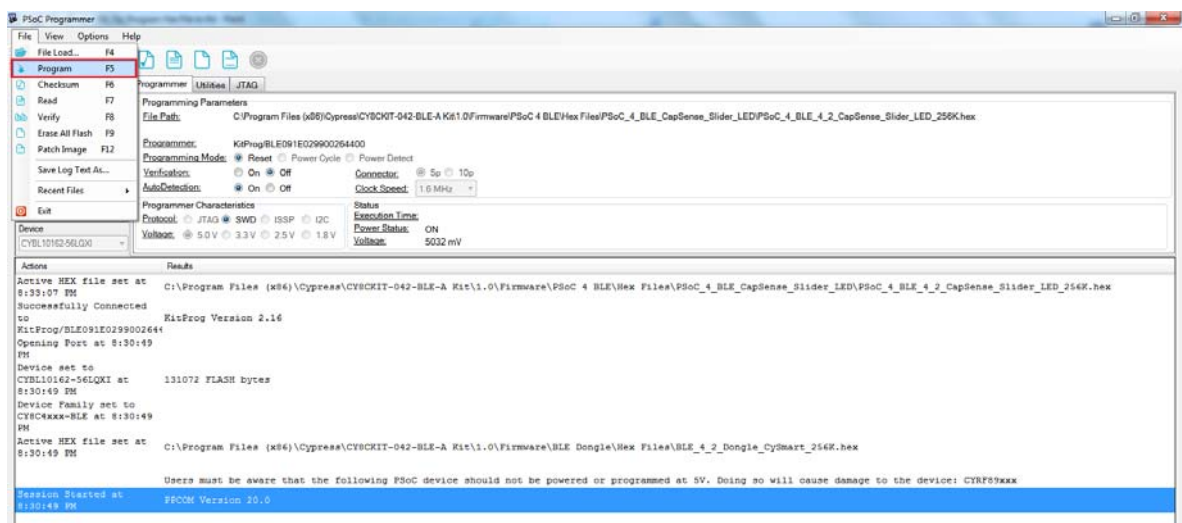 PSoC Programmer
File View Options Help
File Load... F4
Program F5
Checksum F6
Read F7
Verify F8
Erase All Flash F9
Patch Image F12
Save Log Text As...
Recent Files
Exit
Programmer Utilities JTAG
Programming Parameters
File Path: C:\Program Files (x86)\Cypress\CY8CKIT-042-BLE-A Kit\1.0\Firmware\PSoC 4 BLE\Hex Files\PSoC_4_BLE_CapSense_Slider_LED\PSoC_4_BLE_4_2_CapSense_Slider_LED_256K.hex
Programmer: KitProg/BLE091E029900264400
Programming Mode: Reset Power Cycle Power Detect
Verification: On Off Connector: 5p 10p
AutoDetection: On Off Clock Speed: 1.6 MHz
Programmer Characteristics Status
Protocol: JTAG SWD ISSP I2C Execution Time:
Voltage: 5.0 V 3.3 V 2.5 V 1.8 V Power Status: ON
Voltage: 5032 mV
Device
CYBL10162-56LQXI
Actions Results
Active HEX file set at
8:33:07 PM
C:\Program Files (x86)\Cypress\CY8CKIT-042-BLE-A Kit\1.0\Firmware\PSoC 4 BLE\Hex Files\PSoC_4_BLE_CapSense_Slider_LED\PSoC_4_BLE_4_2_CapSense_Slider_LED_256K.hex
Successfully Connected
to
KitProg/BLE091E0299002644
KitProg Version 2.16
Opening Port at 8:30:49
PM
Device set to
CYBL10162-56LQXI at
8:30:49 PM
131072 FLASH bytes
Device Family set to
CY8C4xxx-BLE at 8:30:49
PM
Active HEX file set at
8:30:49 PM
C:\Program Files (x86)\Cypress\CY8CKIT-042-BLE-A Kit\1.0\Firmware\BLE Dongle\Hex Files\BLE_4_2_Dongle_CySmart_256K.hex
Users must be aware that the following PSoC device should not be powered or programmed at 5V. Doing so will cause damage to the device: CYRF89xxx
Session Started at
8:30:49 PM
PPCOM Version 20.0